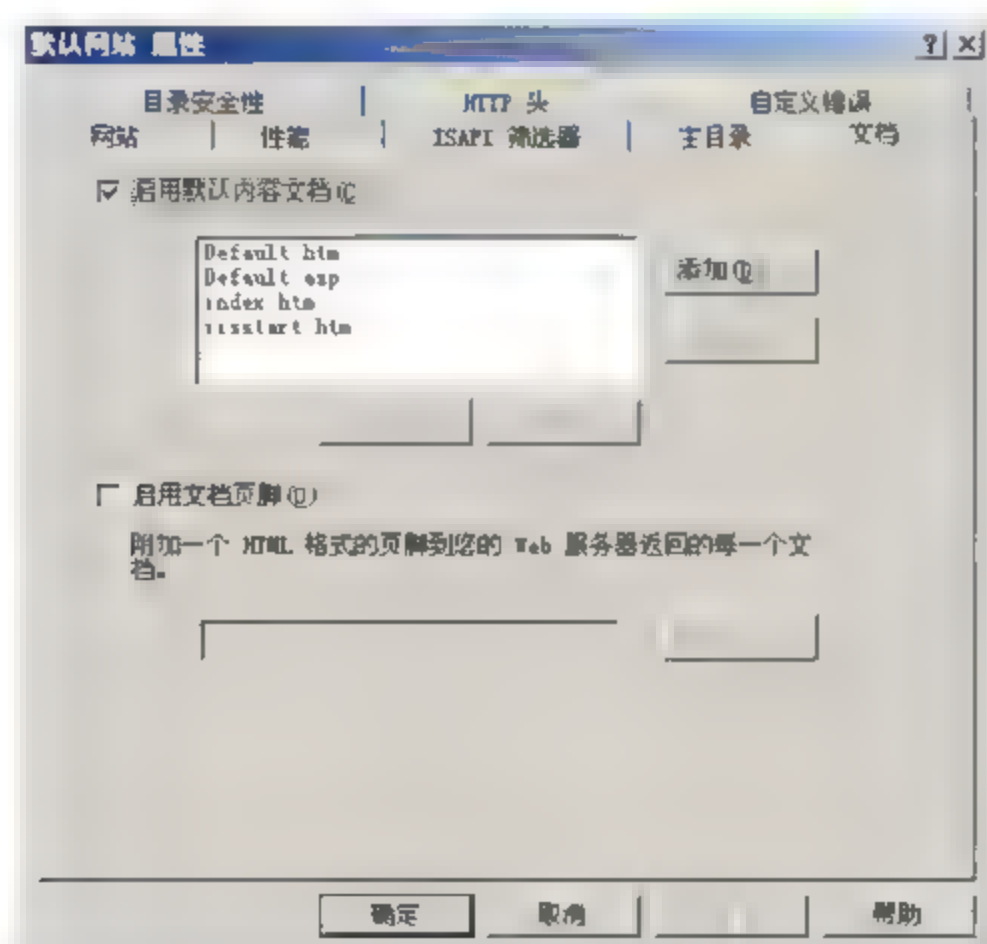 默认网站 属性
目录安全性 HTTP 头 自定义错误
网站 性能 ISAPI 筛选器 主目录 文档
启用默认内容文档(C
Default htm
Default asp
index htm
iisstart htm
添加(D)
启用文档页脚(O)
附加一个 HTML 格式的页脚到您的 Web 服务器返回的每一个文
档。
确定 取消 帮助